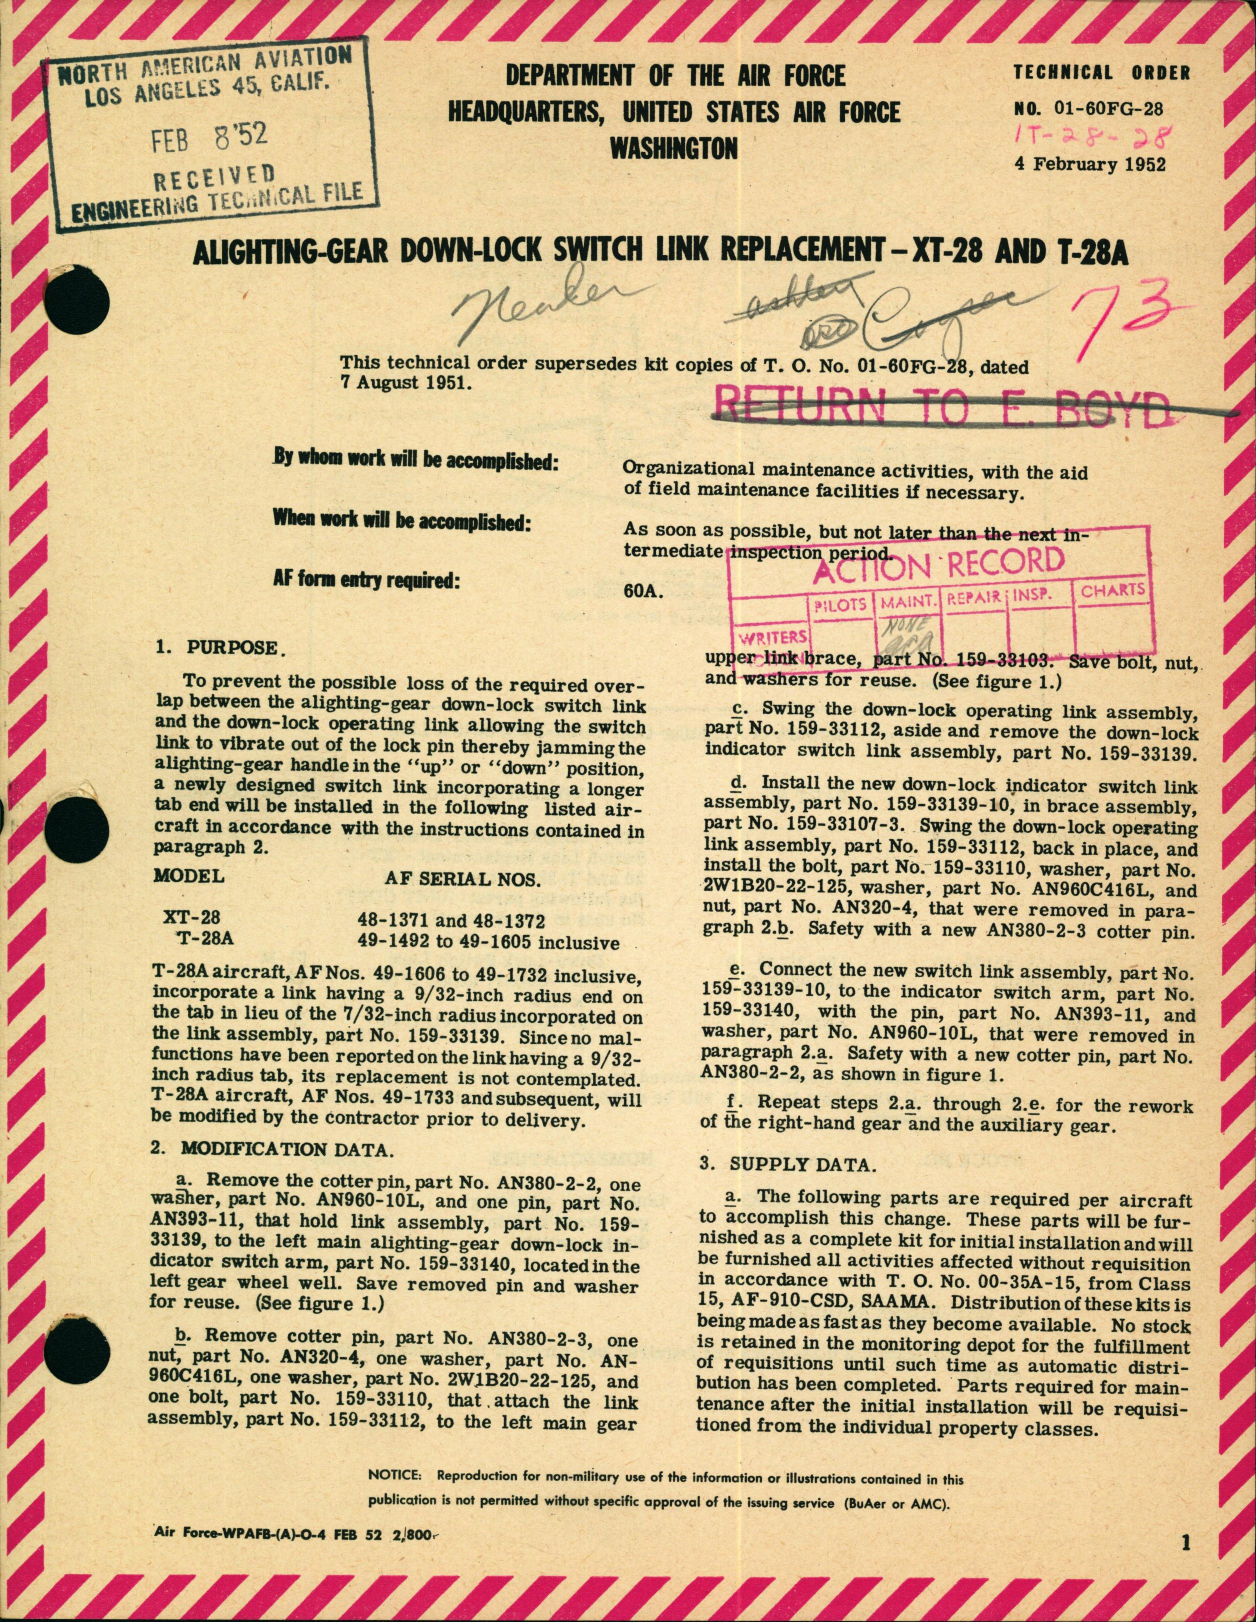 NORTH AMERICAN AVIATION
LOS ANGELES 45, CALIF.
FEB 8'52
RECEIVED
ENGINEERING TECHNICAL FILE
DEPARTMENT OF THE AIR FORCE
HEADQUARTERS, UNITED STATES AIR FORCE
WASHINGTON
TECHNICAL ORDER
NO. 01-60FG-28
1T-28-28
4 February 1952
ALIGHTING-GEAR DOWN-LOCK SWITCH LINK REPLACEMENT – XT-28 AND T-28A
73
This technical order supersedes kit copies of T. O. No. 01-60FG-28, dated
7 August 1951.
RETURN TO E. BOYD
By whom work will be accomplished:
Organizational maintenance activities, with the aid
of field maintenance facilities if necessary.
When work will be accomplished:
As soon as possible, but not later than the next in-
termediate inspection period.
AF form entry required:
60A.
ACTION RECORD
PILOTS MAINT. REPAIR INSP. CHARTS
WRITERS
NONE
1. PURPOSE.
To prevent the possible loss of the required over-
lap between the alighting-gear down-lock switch link
and the down-lock operating link allowing the switch
link to vibrate out of the lock pin thereby jamming the
alighting-gear handle in the "up" or "down" position,
a newly designed switch link incorporating a longer
tab end will be installed in the following listed air-
craft in accordance with the instructions contained in
paragraph 2.
MODEL AF SERIAL NOS.
XT-28 48-1371 and 48-1372
T-28A 49-1492 to 49-1605 inclusive
T-28A aircraft, AF Nos. 49-1606 to 49-1732 inclusive,
incorporate a link having a 9/32-inch radius end on
the tab in lieu of the 7/32-inch radius incorporated on
the link assembly, part No. 159-33139. Since no mal-
functions have been reported on the link having a 9/32-
inch radius tab, its replacement is not contemplated.
T-28A aircraft, AF Nos. 49-1733 and subsequent, will
be modified by the contractor prior to delivery.
2. MODIFICATION DATA.
a. Remove the cotter pin, part No. AN380-2-2, one
washer, part No. AN960-10L, and one pin, part No.
AN393-11, that hold link assembly, part No. 159-
33139, to the left main alighting-gear down-lock in-
dicator switch arm, part No. 159-33140, located in the
left gear wheel well. Save removed pin and washer
for reuse. (See figure 1.)
b. Remove cotter pin, part No. AN380-2-3, one
nut, part No. AN320-4, one washer, part No. AN-
960C416L, one washer, part No. 2W1B20-22-125, and
one bolt, part No. 159-33110, that attach the link
assembly, part No. 159-33112, to the left main gear
upper link brace, part No. 159-33103. Save bolt, nut,
and washers for reuse. (See figure 1.)
c. Swing the down-lock operating link assembly,
part No. 159-33112, aside and remove the down-lock
indicator switch link assembly, part No. 159-33139.
d. Install the new down-lock indicator switch link
assembly, part No. 159-33139-10, in brace assembly,
part No. 159-33107-3. Swing the down-lock operating
link assembly, part No. 159-33112, back in place, and
install the bolt, part No. 159-33110, washer, part No.
2W1B20-22-125, washer, part No. AN960C416L, and
nut, part No. AN320-4, that were removed in para-
graph 2.b. Safety with a new AN380-2-3 cotter pin.
e. Connect the new switch link assembly, part No.
159-33139-10, to the indicator switch arm, part No.
159-33140, with the pin, part No. AN393-11, and
washer, part No. AN960-10L, that were removed in
paragraph 2.a. Safety with a new cotter pin, part No.
AN380-2-2, as shown in figure 1.
f. Repeat steps 2.a. through 2.e. for the rework
of the right-hand gear and the auxiliary gear.
3. SUPPLY DATA.
a. The following parts are required per aircraft
to accomplish this change. These parts will be fur-
nished as a complete kit for initial installation and will
be furnished all activities affected without requisition
in accordance with T. O. No. 00-35A-15, from Class
15, AF-910-CSD, SAAMA. Distribution of these kits is
being made as fast as they become available. No stock
is retained in the monitoring depot for the fulfillment
of requisitions until such time as automatic distri-
bution has been completed. Parts required for main-
tenance after the initial installation will be requisi-
tioned from the individual property classes.
NOTICE: Reproduction for non-military use of the information or illustrations contained in this
publication is not permitted without specific approval of the issuing service (BuAer or AMC).
Air Force-WPAFB-(A)-O-4 FEB 52 2,800
1